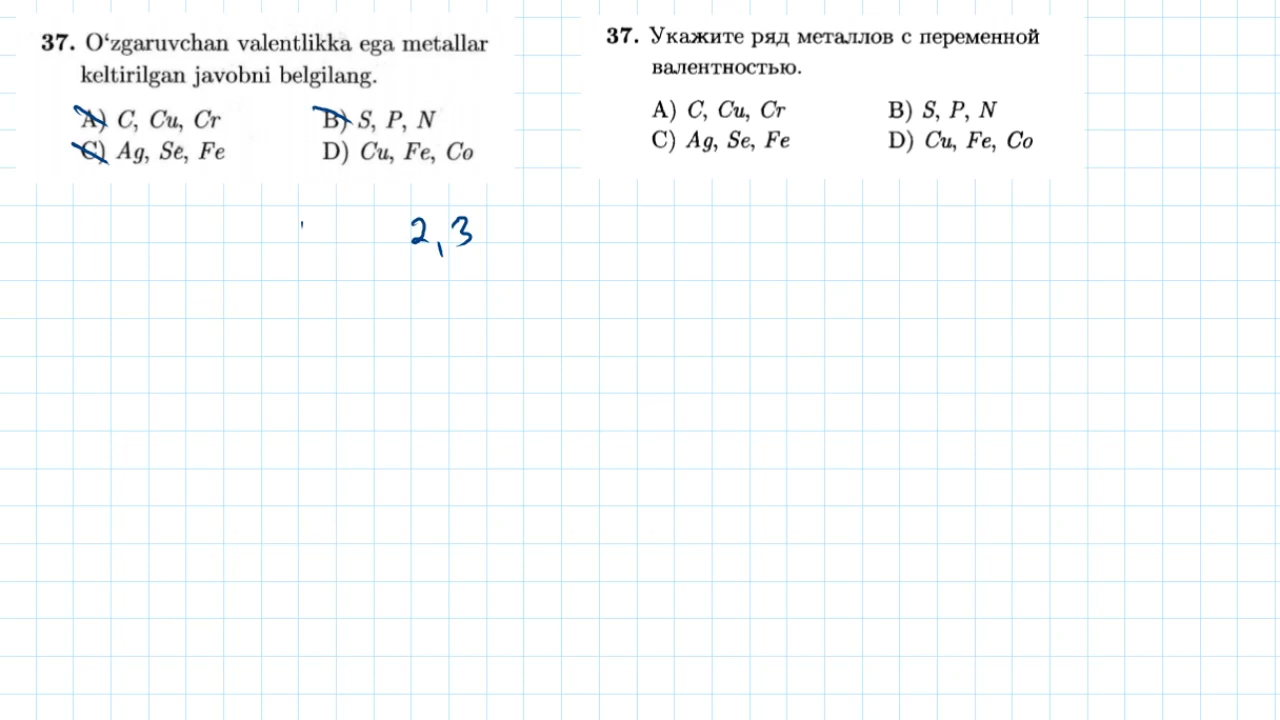 37. O‘zgaruvchan valentlikka ega metallar
keltirilgan javobni belgilang.
A) C, Cu, Cr B) S, P, N
C) Ag, Se, Fe D) Cu, Fe, Co
2, 3
37. Укажите ряд металлов с переменной
валентностью.
A) C, Cu, Cr B) S, P, N
C) Ag, Se, Fe D) Cu, Fe, Co